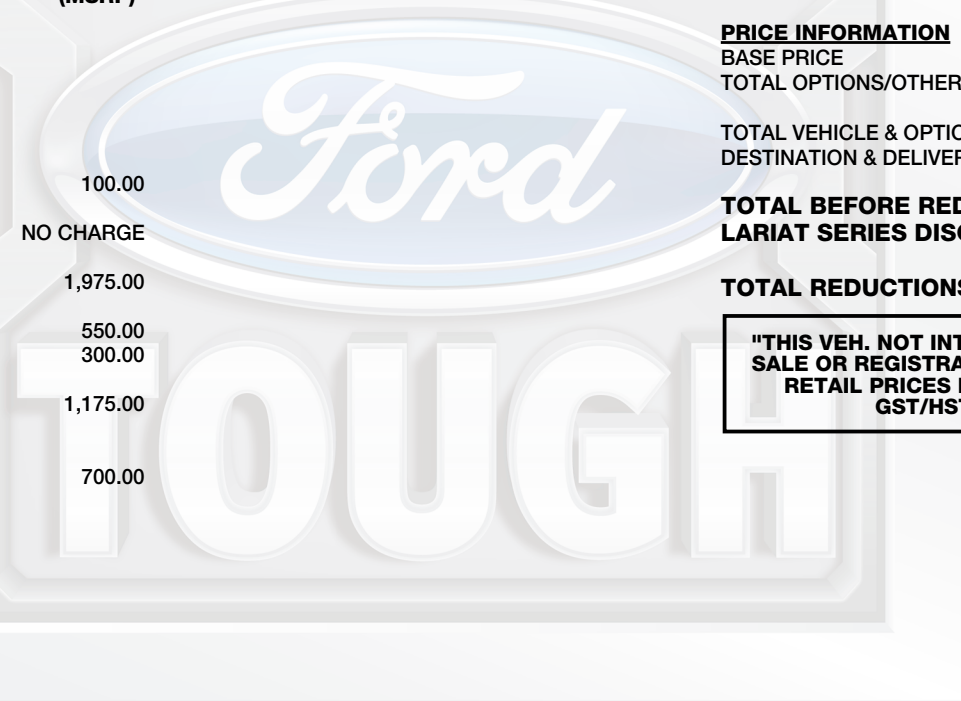 (MSRP)
100.00
NO CHARGE
1,975.00
550.00
300.00
1,175.00
700.00
Ford
TOUGH
PRICE INFORMATION
BASE PRICE
TOTAL OPTIONS/OTHER
TOTAL VEHICLE & OPTIO
DESTINATION & DELIVER
TOTAL BEFORE RED
LARIAT SERIES DISC
TOTAL REDUCTIONS
"THIS VEH. NOT INT
SALE OR REGISTRA
RETAIL PRICES
GST/HST